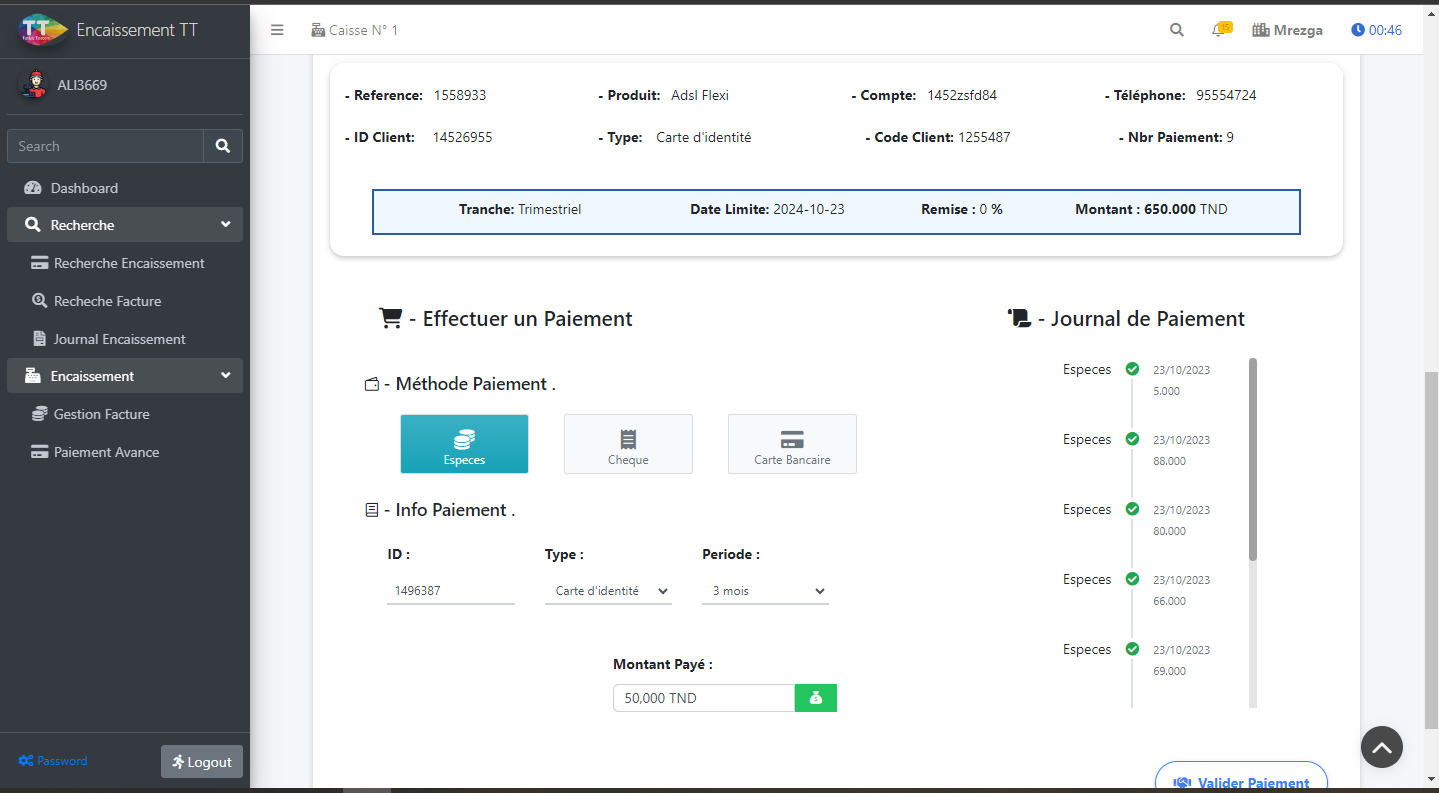 TT
Encaissement TT
Caisse N° 1
15
Mrezga
00:46
ALI3669
Search
Dashboard
Recherche
Recherche Encaissement
Recheche Facture
Journal Encaissement
Encaissement
Gestion Facture
Paiement Avance
Password
Logout
- Reference: 1558933
- Produit: Adsl Flexi
- Compte: 1452zsfd84
- Téléphone: 95554724
- ID Client: 14526955
- Type: Carte d'identité
- Code Client: 1255487
- Nbr Paiement: 9
Tranche: Trimestriel
Date Limite: 2024-10-23
Remise : 0 %
Montant : 650.000 TND
- Effectuer un Paiement
- Méthode Paiement .
Especes
Cheque
Carte Bancaire
- Info Paiement .
ID :
Type :
Periode :
1496387
Carte d'identité
3 mois
Montant Payé :
50,000 TND
- Journal de Paiement
Especes
23/10/2023
5.000
Especes
23/10/2023
88.000
Especes
23/10/2023
80.000
Especes
23/10/2023
66.000
Especes
23/10/2023
69.000
Valider Paiement